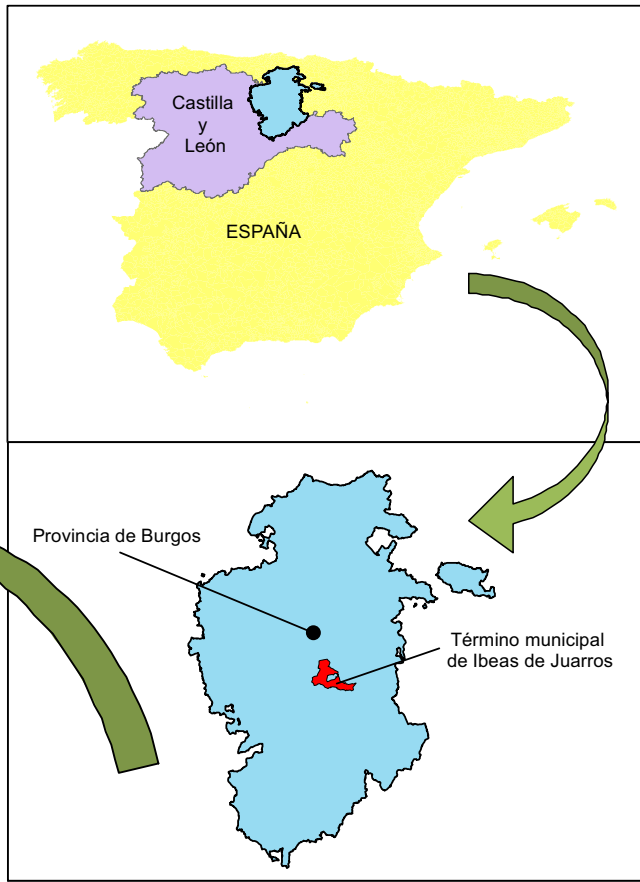 Castilla
y
León
ESPAÑA
Provincia de Burgos
Término municipal
de Ibeas de Juarros